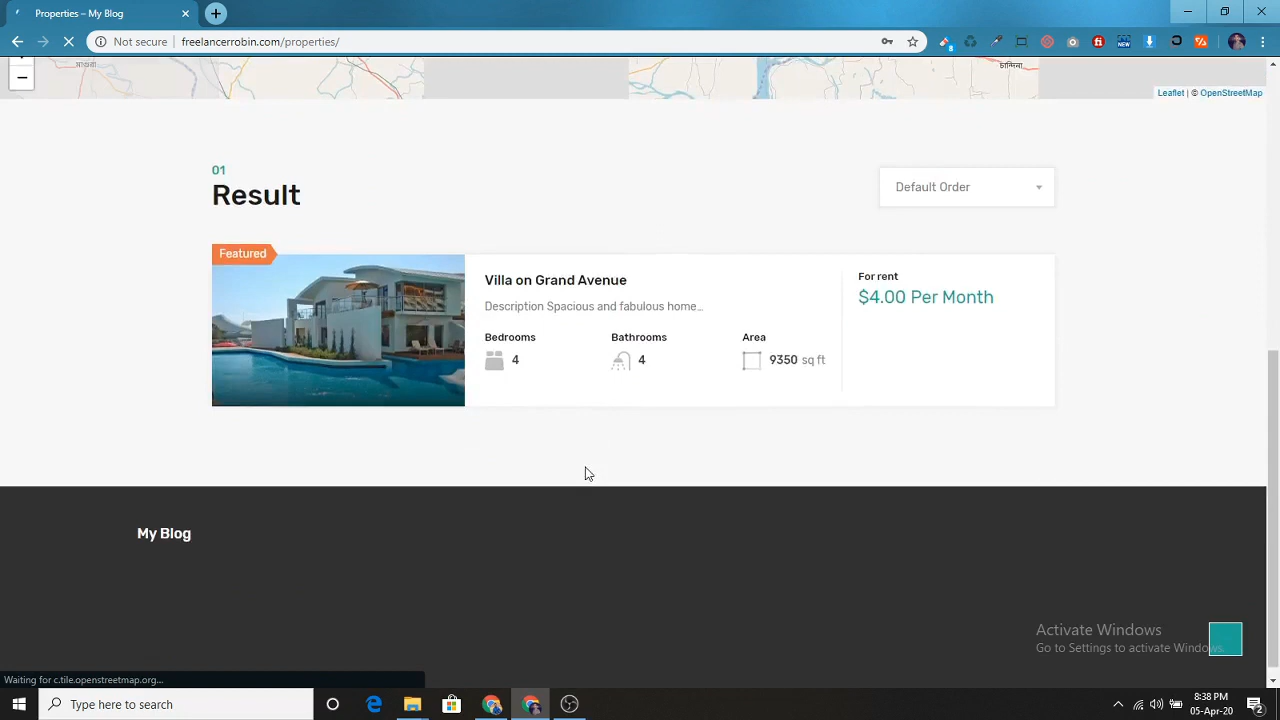 Properties – My Blog
Not secure | freelancerrobin.com/properties/
চান্দিনা
Leaflet | © OpenStreetMap
01
Result
Default Order
Featured
Villa on Grand Avenue
Description Spacious and fabulous home…
For rent
$4.00 Per Month
Bedrooms
Bathrooms
Area
4
4
9350 sq ft
My Blog
Activate Windows
Go to Settings to activate Windows.
Waiting for c.tile.openstreetmap.org...
Type here to search
8:38 PM
05-Apr-20